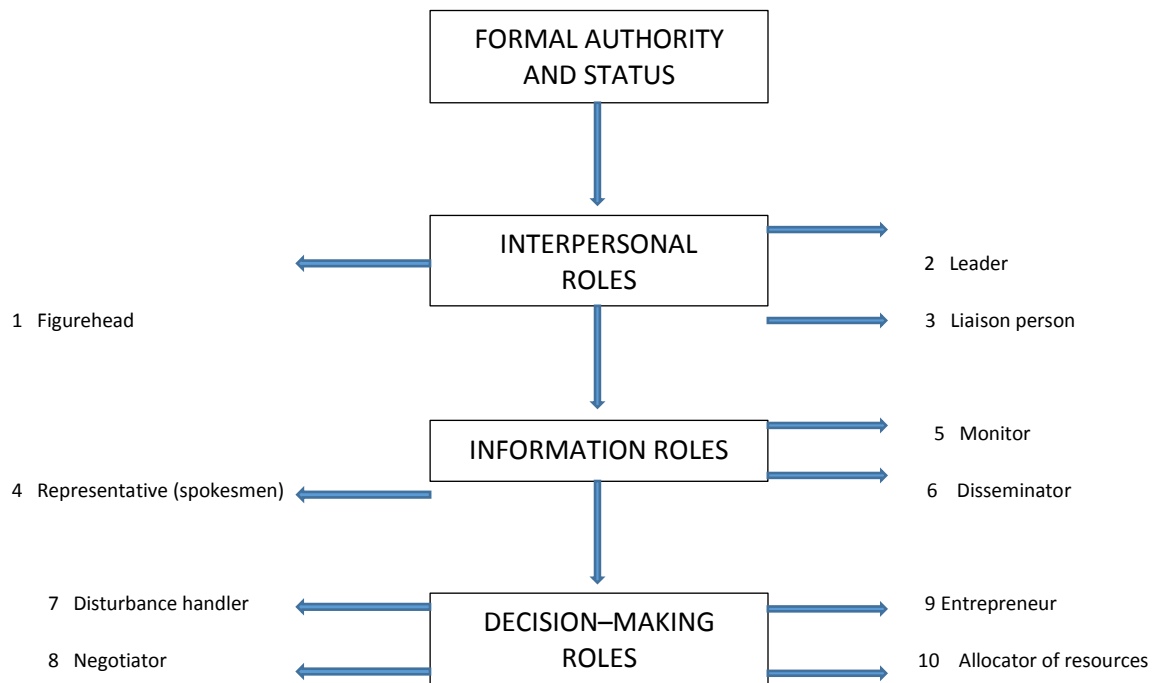 FORMAL AUTHORITY
AND STATUS
INTERPERSONAL
ROLES
2 Leader
1 Figurehead
3 Liaison person
INFORMATION ROLES
5 Monitor
4 Representative (spokesmen)
6 Disseminator
7 Disturbance handler
DECISION–MAKING
ROLES
9 Entrepreneur
8 Negotiator
10 Allocator of resources